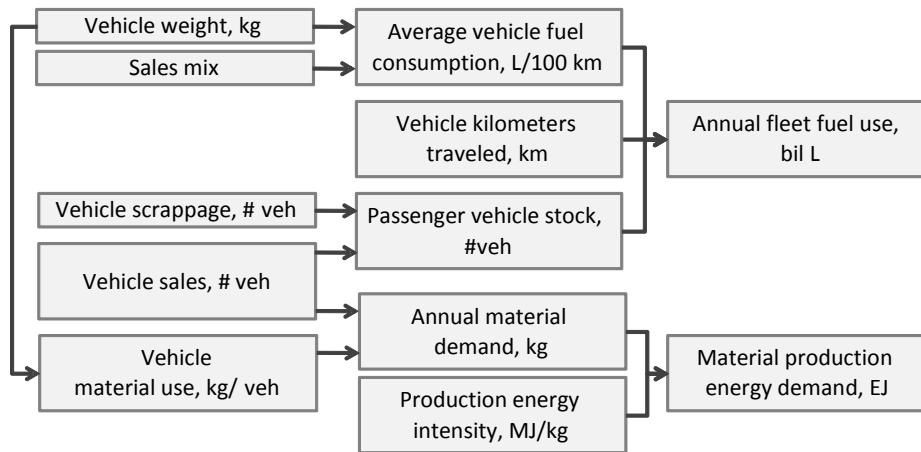 Vehicle weight, kg
Sales mix
Average vehicle fuel
consumption, L/100 km
Vehicle kilometers
traveled, km
Annual fleet fuel use,
bil L
Vehicle scrappage, # veh
Passenger vehicle stock,
#veh
Vehicle sales, # veh
Annual material
demand, kg
Vehicle
material use, kg/ veh
Production energy
intensity, MJ/kg
Material production
energy demand, EJ